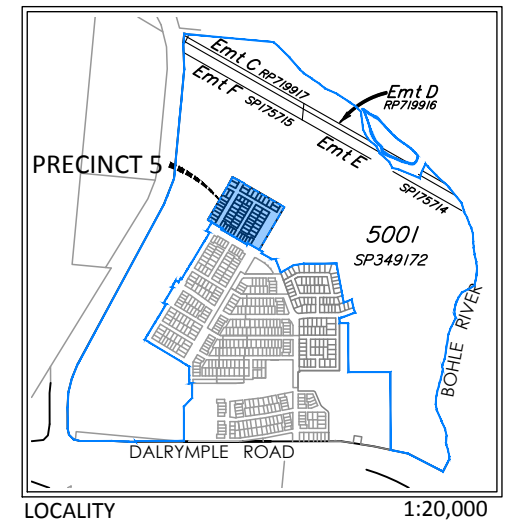 Emt C RP719917
Emt D
RP719916
Emt F SP175715
Emt E
SP175714
PRECINCT 5
5001
SP349172
BOHLE RIVER
DALRYMPLE ROAD
LOCALITY 1:20,000